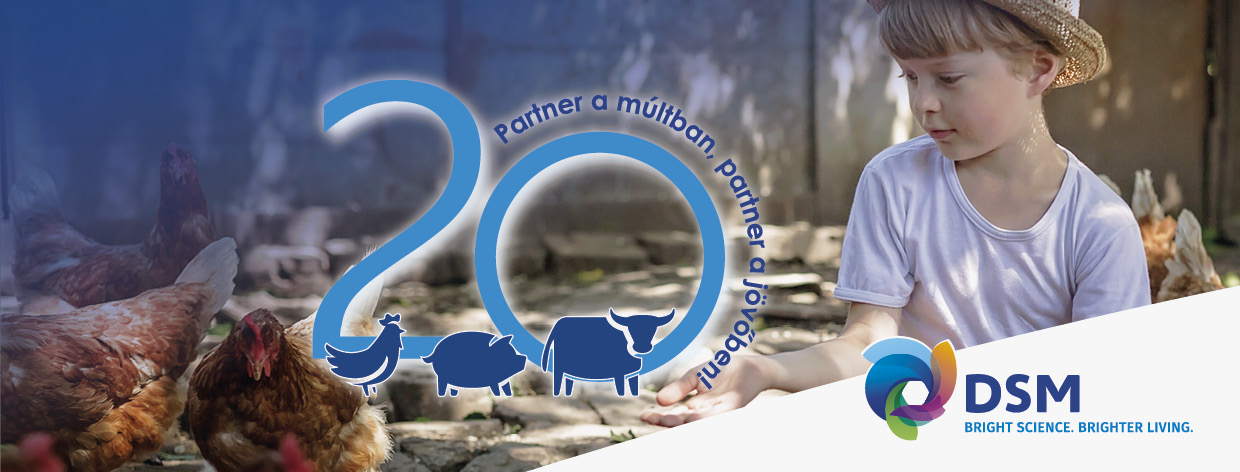 20
Partner a múltban, partner a jövőben!
DSM
BRIGHT SCIENCE. BRIGHTER LIVING.